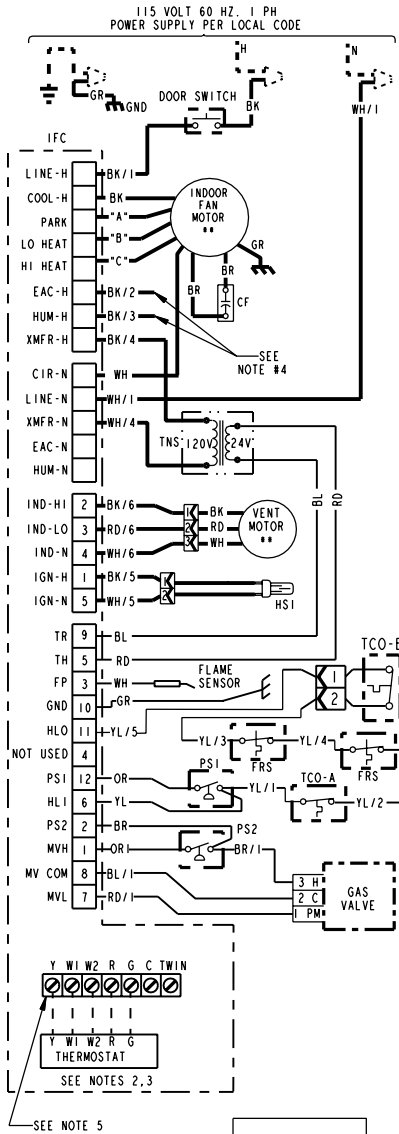 115 VOLT 60 HZ. 1 PH
POWER SUPPLY PER LOCAL CODE
H
N
GR
GND
DOOR SWITCH
BK
WH/1
IFC
LINE-H
BK/1
COOL-H
BK
PARK
"A"
LO HEAT
"B"
HI HEAT
"C"
INDOOR
FAN
MOTOR
**
GR
BR
BR
CF
EAC-H
BK/2
HUM-H
BK/3
XMFR-H
BK/4
SEE
NOTE #4
CIR-N
WH
LINE-N
WH/1
XMFR-N
WH/4
EAC-N
HUM-N
TNS
120V
24V
BL
RD
IND-HI 2 BK/6 1 BK
IND-LO 3 RD/6 2 RD
IND-N 4 WH/6 3 WH
VENT
MOTOR
**
IGN-H 1 BK/5 1
IGN-N 5 WH/5 2
HSI
TR 9 BL
TH 5 RD
FP 3 WH
FLAME
SENSOR
GND 10 GR
HLO 11 YL/5
NOT USED 4
TCO-B
1
2
YL/3
FRS
YL/4
FRS
PS1 12 OR
PS1
YL/1
TCO-A
YL/2
HLI 6 YL
PS2 2 BR
PS2
MVH 1 OR1
BR/1
MV COM 8 BL/1
MVL 7 RD/1
3 H
2 C
1 PM
GAS
VALVE
Y W1 W2 R G C TWIN
Y W1 W2 R G
THERMOSTAT
SEE NOTES 2,3
SEE NOTE 5